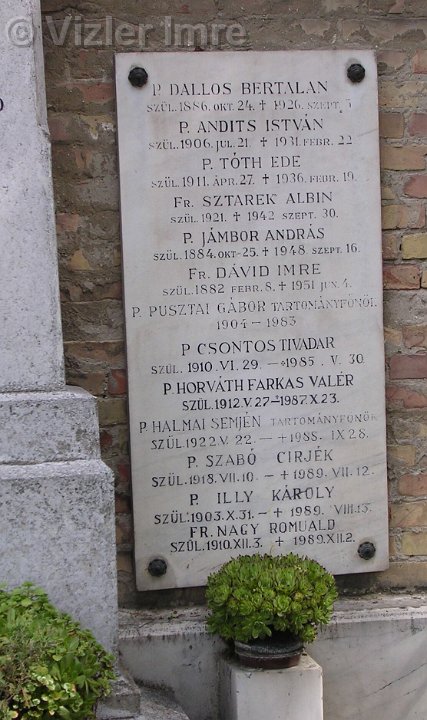 © Vizler Imre
P. DALLOS BERTALAN
SZÜL. 1886. OKT. 24. ✝ 1926. SZEPT.
P. ANDITS ISTVÁN
SZÜL. 1906. JUL. 21. ✝ 1931. FEBR. 22
P. TÓTH EDE
SZÜL. 1911. ÁPR. 27. ✝ 1936. FEBR. 19.
FR. SZTAREK ALBIN
SZÜL. 1921. ✝ 1942 SZEPT. 30.
P. JÁMBOR ANDRÁS
SZÜL. 1884. OKT. 25. ✝ 1948. SZEPT. 16.
FR. DÁVID IMRE
SZÜL. 1882 FEBR. 8. ✝ 1951 JUN. 4.
P. PUSZTAI GÁBOR TARTOMÁNYFŐNÖK
1904 - 1983
P. CSONTOS TIVADAR
SZÜL. 1910. VI. 29. - ✝ 1985. V. 30.
P. HORVÁTH FARKAS VALÉR
SZÜL. 1912. V. 27 - 1987. X. 23.
P. HALMAI SEMJÉN TARTOMÁNYFŐNÖK
SZÜL. 1922. V. 22. - ✝ 1988. IX 28.
P. SZABÓ CIRJÉK
SZÜL. 1918. VII. 10. - ✝ 1989. VII. 12.
P. ILLY KÁROLY
SZÜL. 1903. X. 31. - ✝ 1989. VIII. 13.
FR. NAGY ROMUALD
SZÜL. 1910. XII. 3. ✝ 1989. XII. 2.